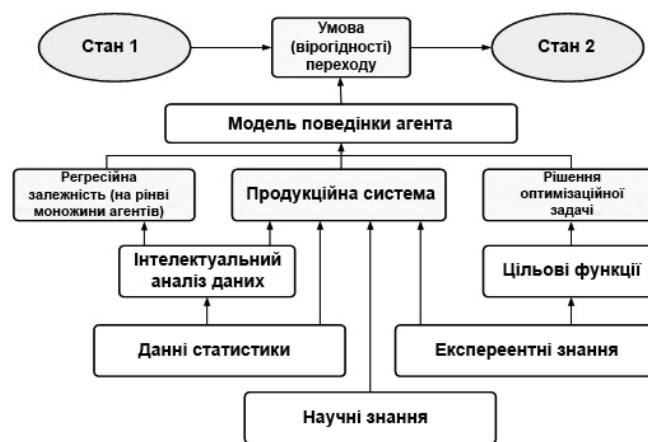 Стан 1
Умова
(вірогідності)
переходу
Стан 2
Модель поведінки агента
Регресійна
залежність (на рінві
моножини агентів)
Продукційна система
Рішення
оптимізаційної
задачі
Інтелектуальний
аналіз даних
Цільові функції
Данні статистики
Експереентні знання
Научні знання